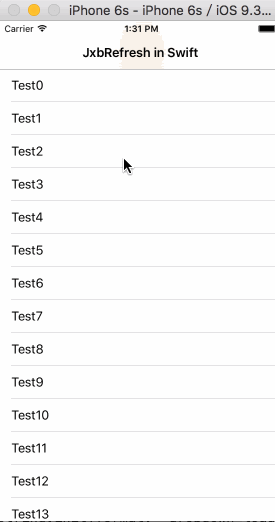 iPhone 6s - iPhone 6s / iOS 9.3...
Carrier 1:31 PM
JxbRefresh in Swift
Test0
Test1
Test2
Test3
Test4
Test5
Test6
Test7
Test8
Test9
Test10
Test11
Test12
Test13